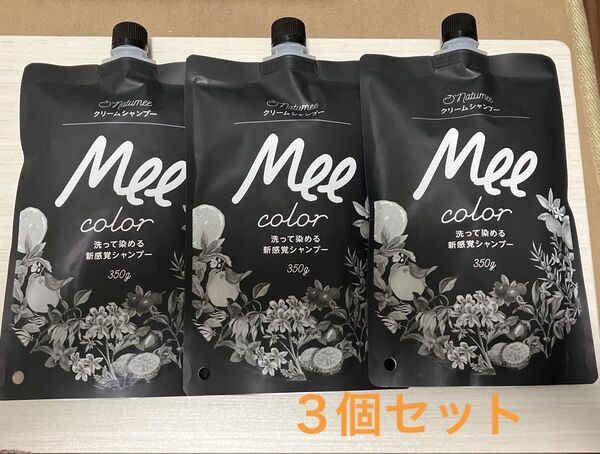 natumee
クリームシャンプー
Mee
color
洗って染める
新感覚シャンプー
350g
natumee
クリームシャンプー
Mee
color
洗って染める
新感覚シャンプー
350g
natumee
クリームシャンプー
Mee
color
洗って染める
新感覚シャンプー
350g
3個セット